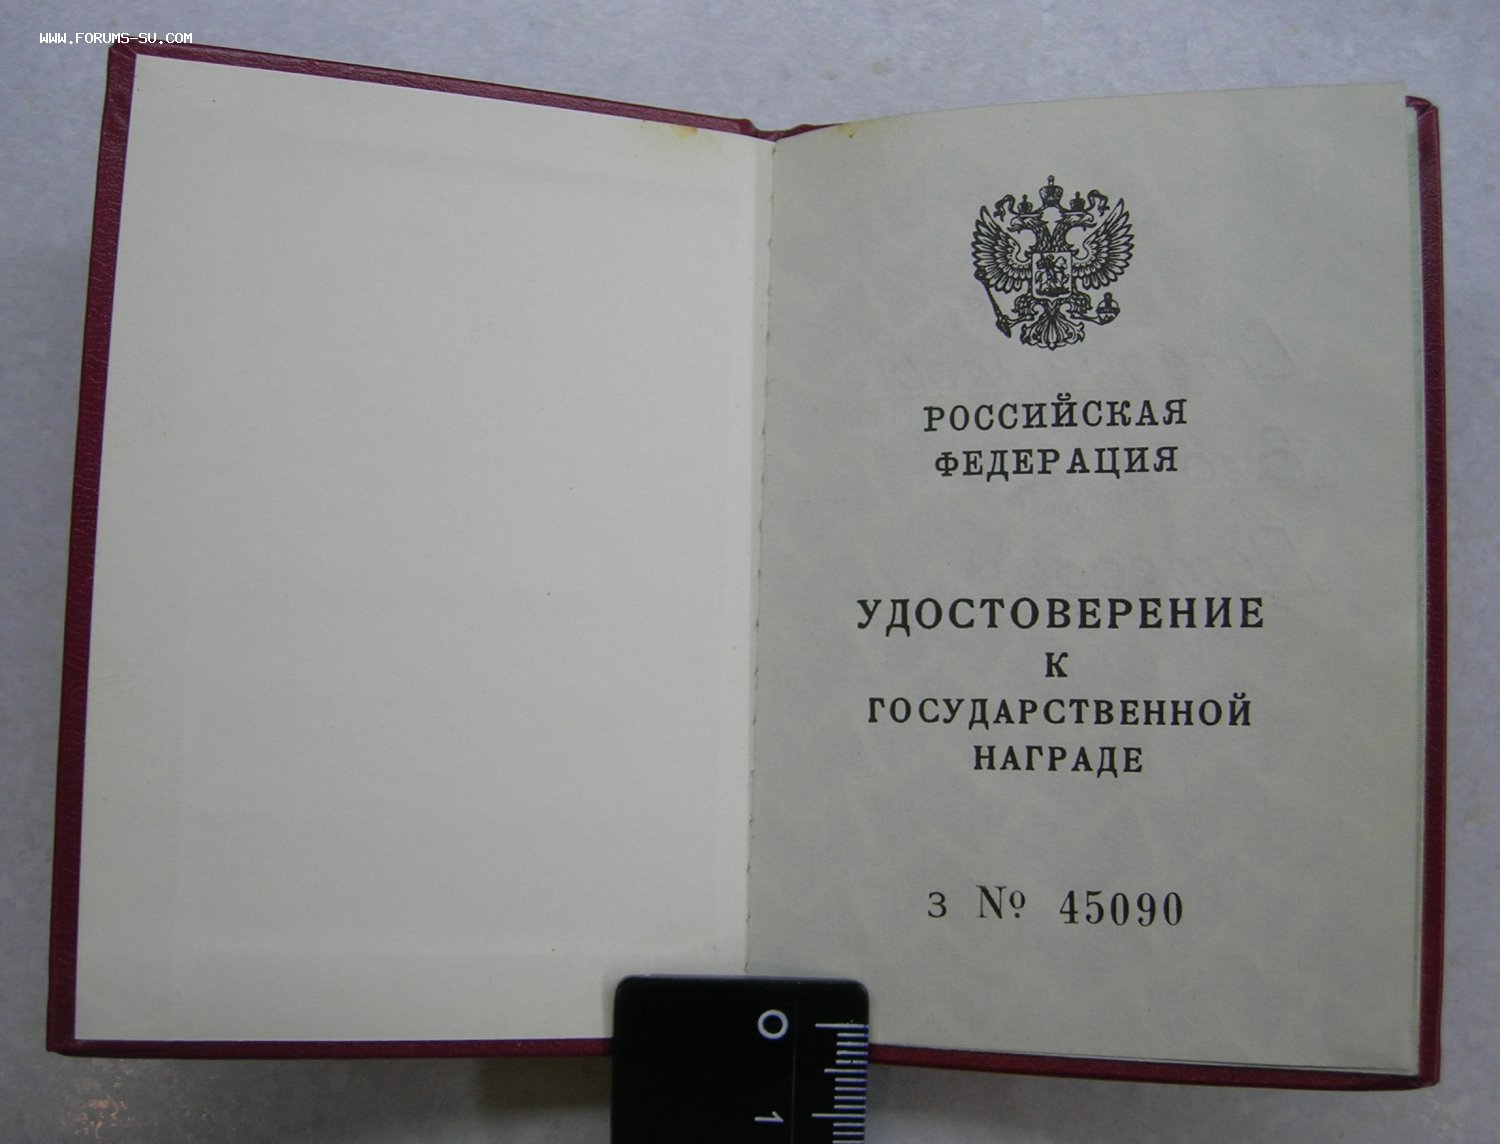 WWW.FORUMS-SU.COM
РОССИЙСКАЯ
ФЕДЕРАЦИЯ
УДОСТОВЕРЕНИЕ
К
ГОСУДАРСТВЕННОЙ
НАГРАДЕ
З № 45090
0
1